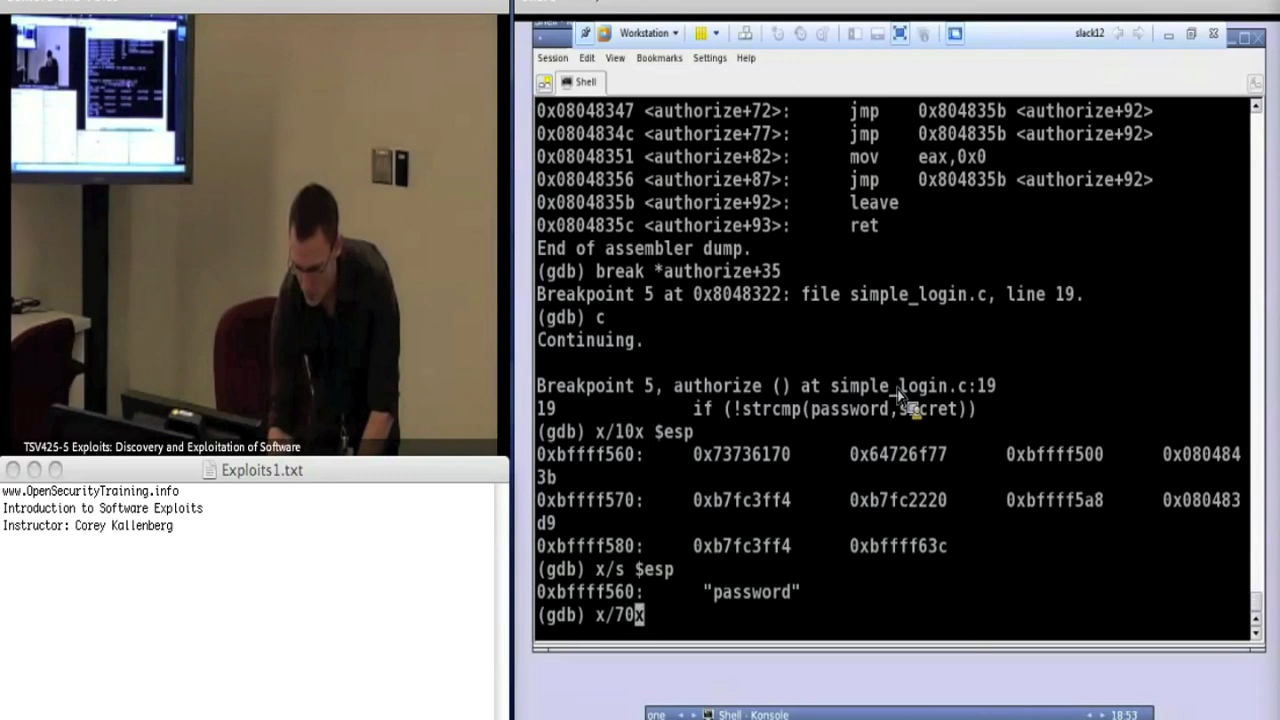 Workstation
slack12
Session Edit View Bookmarks Settings Help
Shell
0x08048347 <authorize+72>: jmp 0x804835b <authorize+92>
0x0804834c <authorize+77>: jmp 0x804835b <authorize+92>
0x08048351 <authorize+82>: mov eax,0x0
0x08048356 <authorize+87>: jmp 0x804835b <authorize+92>
0x0804835b <authorize+92>: leave
0x0804835c <authorize+93>: ret
End of assembler dump.
(gdb) break *authorize+35
Breakpoint 5 at 0x8048322: file simple_login.c, line 19.
(gdb) c
Continuing.
Breakpoint 5, authorize () at simple_login.c:19
19 if (!strcmp(password,secret))
(gdb) x/10x $esp
0xbffff560: 0x73736170 0x64726f77 0xbffff500 0x080484
3b
0xbffff570: 0xb7fc3ff4 0xb7fc2220 0xbffff5a8 0x080483
d9
0xbffff580: 0xb7fc3ff4 0xbffff63c
(gdb) x/s $esp
0xbffff560: "password"
(gdb) x/70x
TSV425-5 Exploits: Discovery and Exploitation of Software
Exploits1.txt
www.OpenSecurityTraining.info
Introduction to Software Exploits
Instructor: Corey Kallenberg
one
Shell - Konsole
18:53